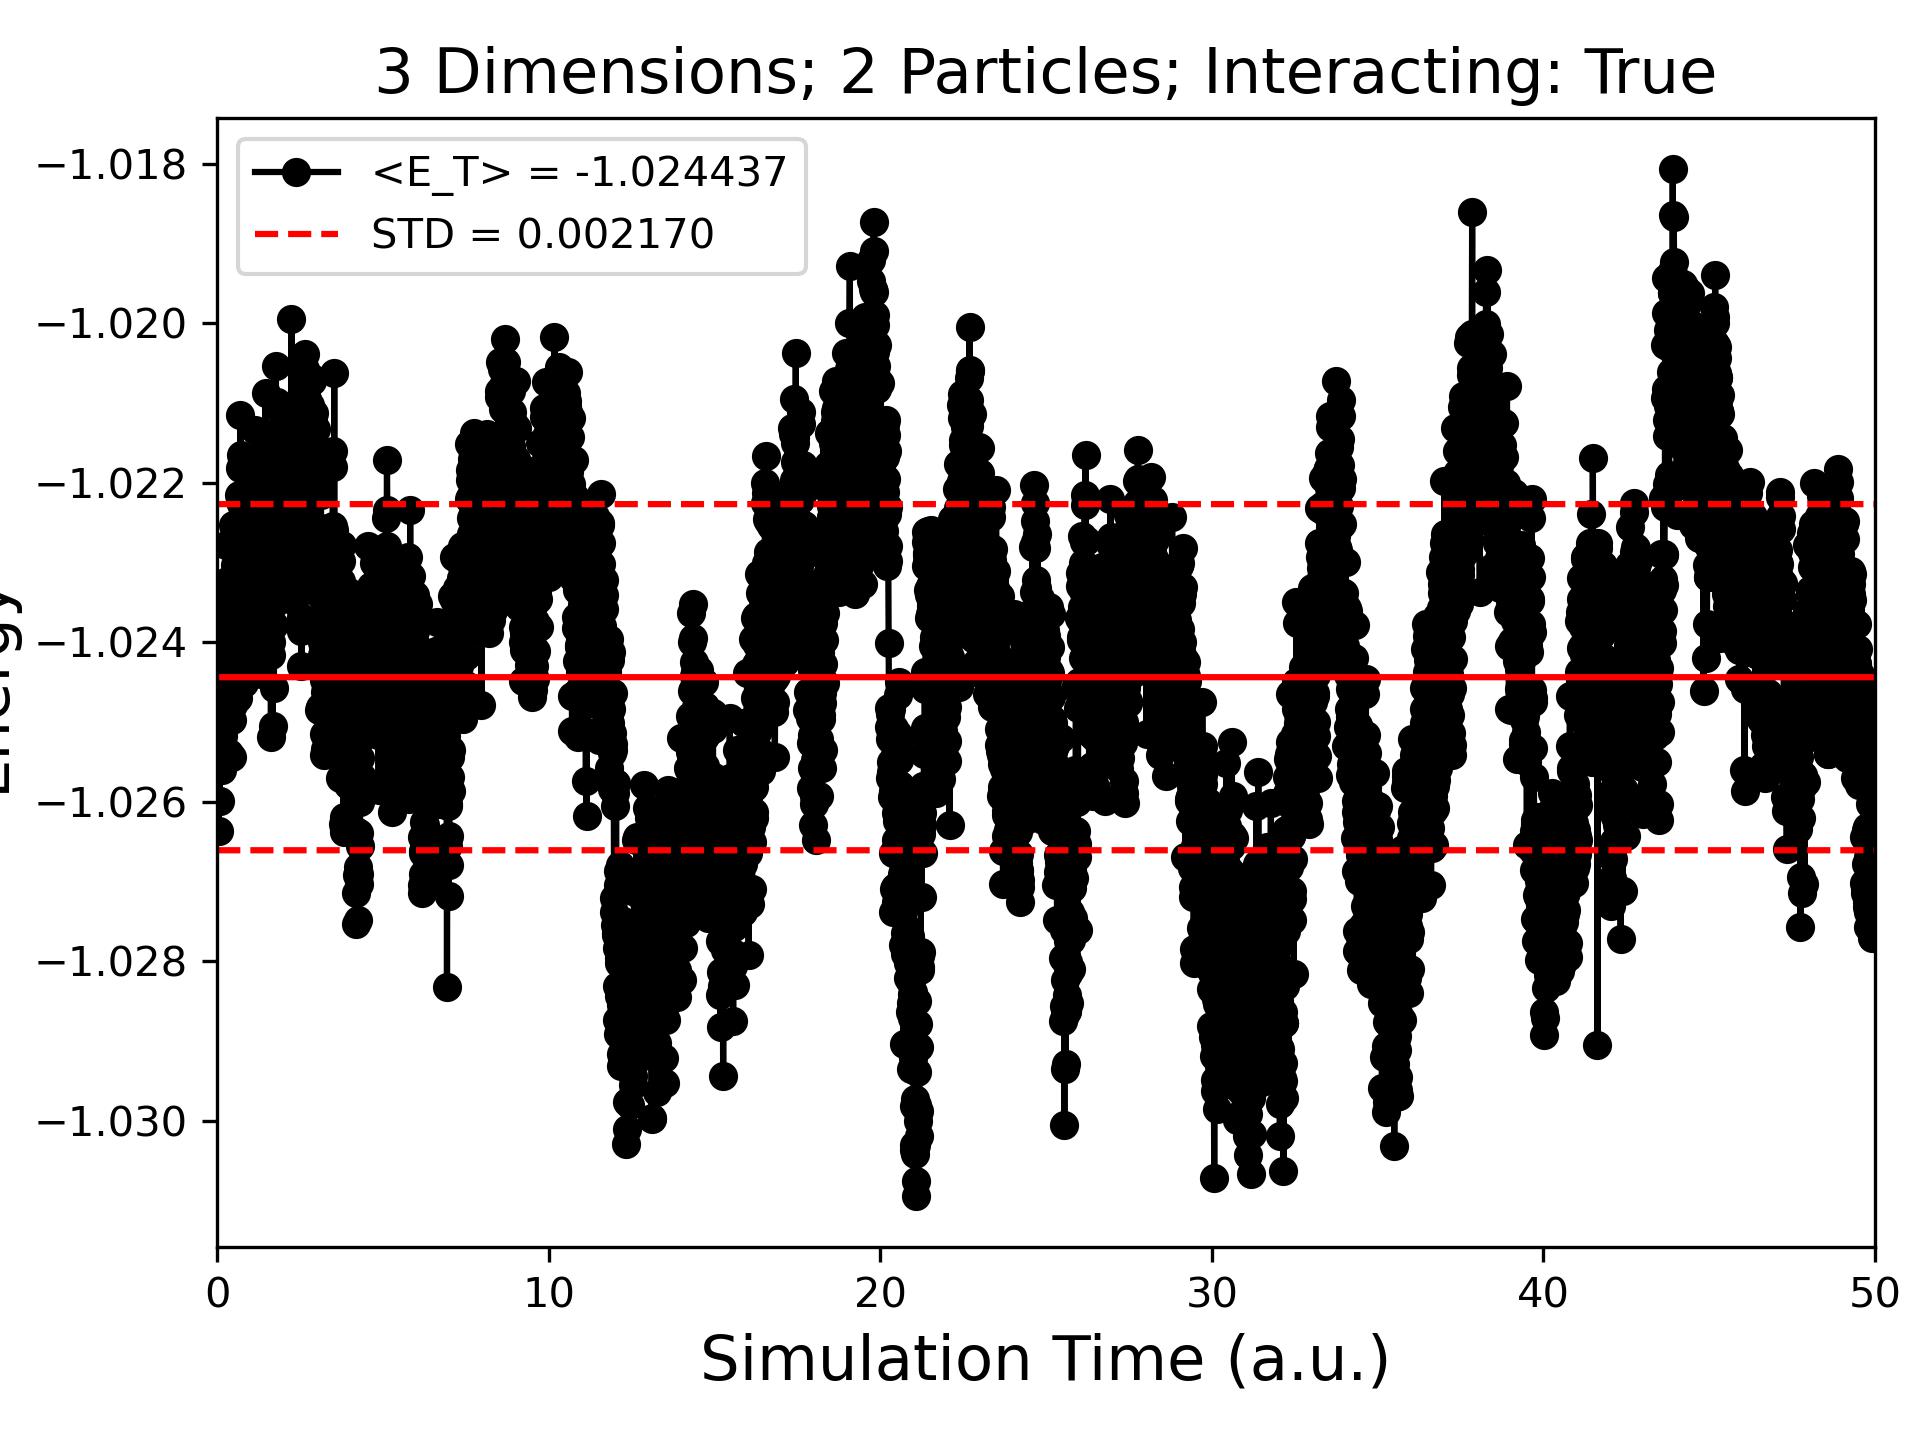 3 Dimensions; 2 Particles; Interacting: True
<E_T> = -1.024437
STD = 0.002170
−1.018
−1.020
−1.022
−1.024
−1.026
−1.028
−1.030
Energy
0 10 20 30 40 50
Simulation Time (a.u.)